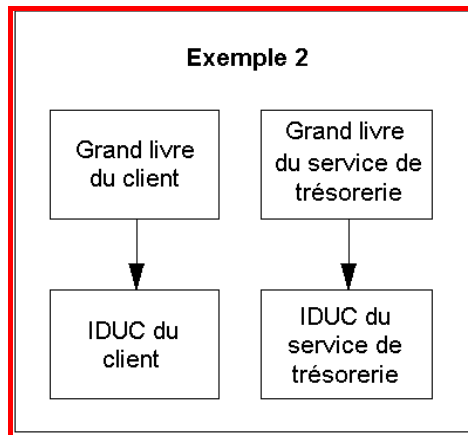 Exemple 2
Grand livre
du client
Grand livre
du service de
trésorerie
IDUC du
client
IDUC du
service de
trésorerie